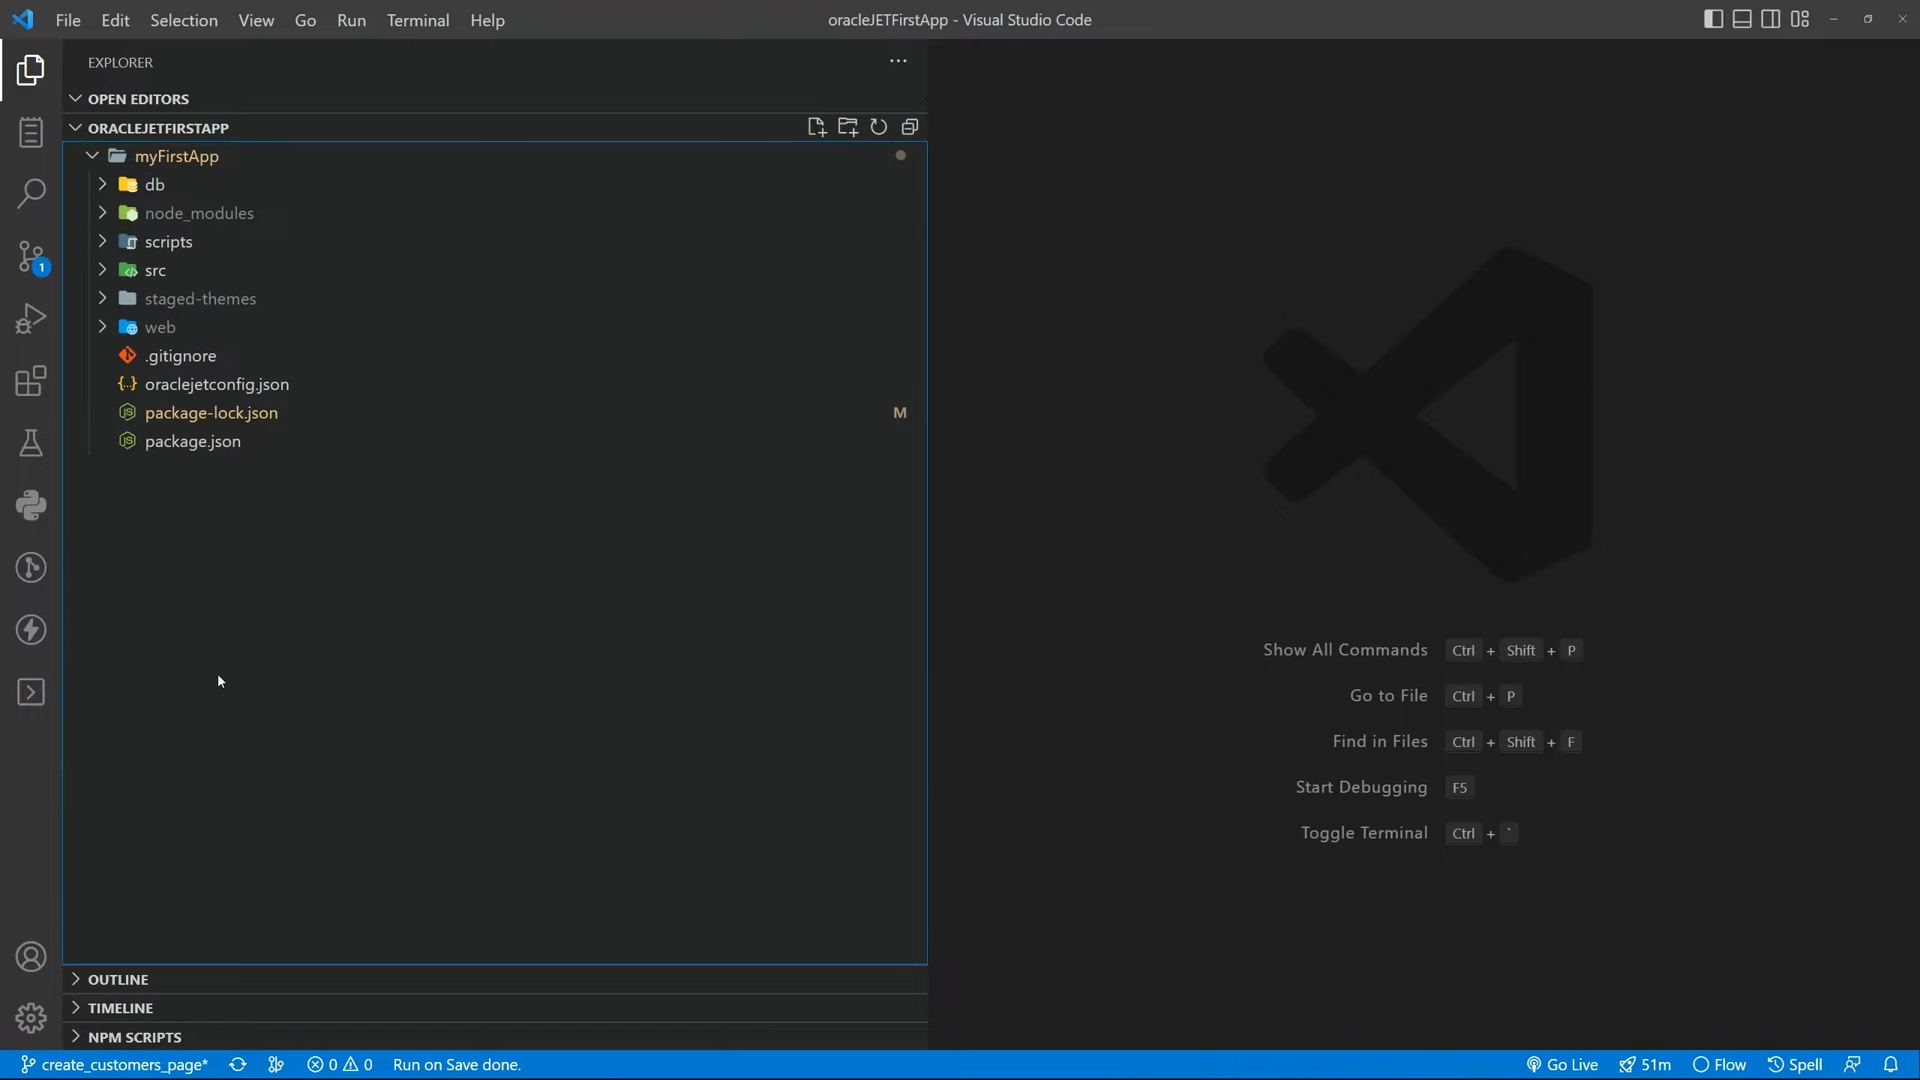 File Edit Selection View Go Run Terminal Help
oracleJETFirstApp - Visual Studio Code
EXPLORER
OPEN EDITORS
ORACLEJETFIRSTAPP
myFirstApp
db
node_modules
scripts
src
staged-themes
web
.gitignore
oraclejetconfig.json
package-lock.json M
package.json
1
Show All Commands Ctrl + Shift + P
Go to File Ctrl + P
Find in Files Ctrl + Shift + F
Start Debugging F5
Toggle Terminal Ctrl + `
OUTLINE
TIMELINE
NPM SCRIPTS
create_customers_page* 0 0 Run on Save done. Go Live 51m Flow Spell